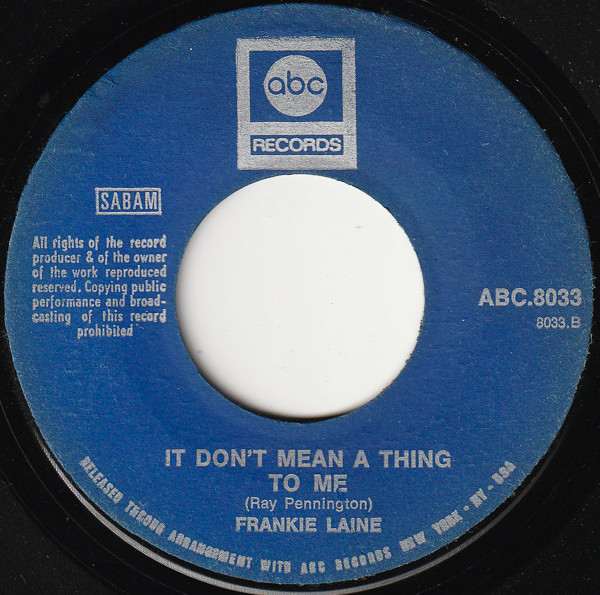 abc
RECORDS
SABAM
All rights of the record
producer & of the owner
of the work reproduced
reserved. Copying public
performance and broad-
casting of this record
prohibited
ABC.8033
8033.B
IT DON'T MEAN A THING
TO ME
(Ray Pennington)
FRANKIE LAINE
RELEASED THROUG ARRANGEMENT WITH ABC RECORDS NEW YORK - NY - USA